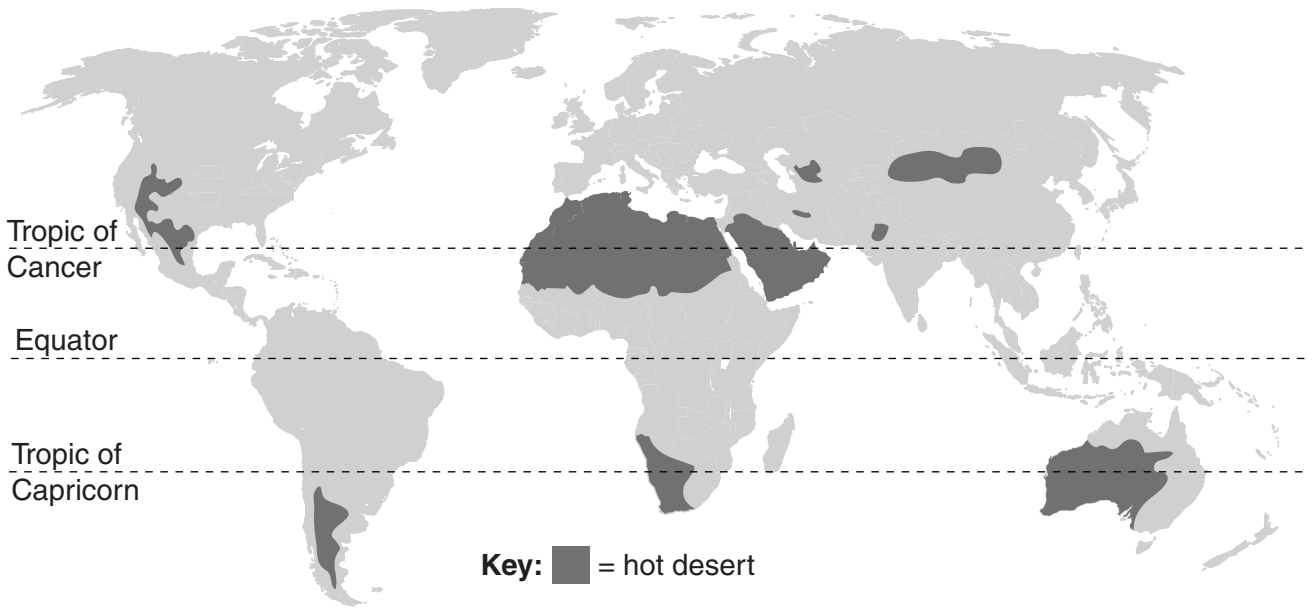 Tropic of
Cancer
Equator
Tropic of
Capricorn
Key: = hot desert